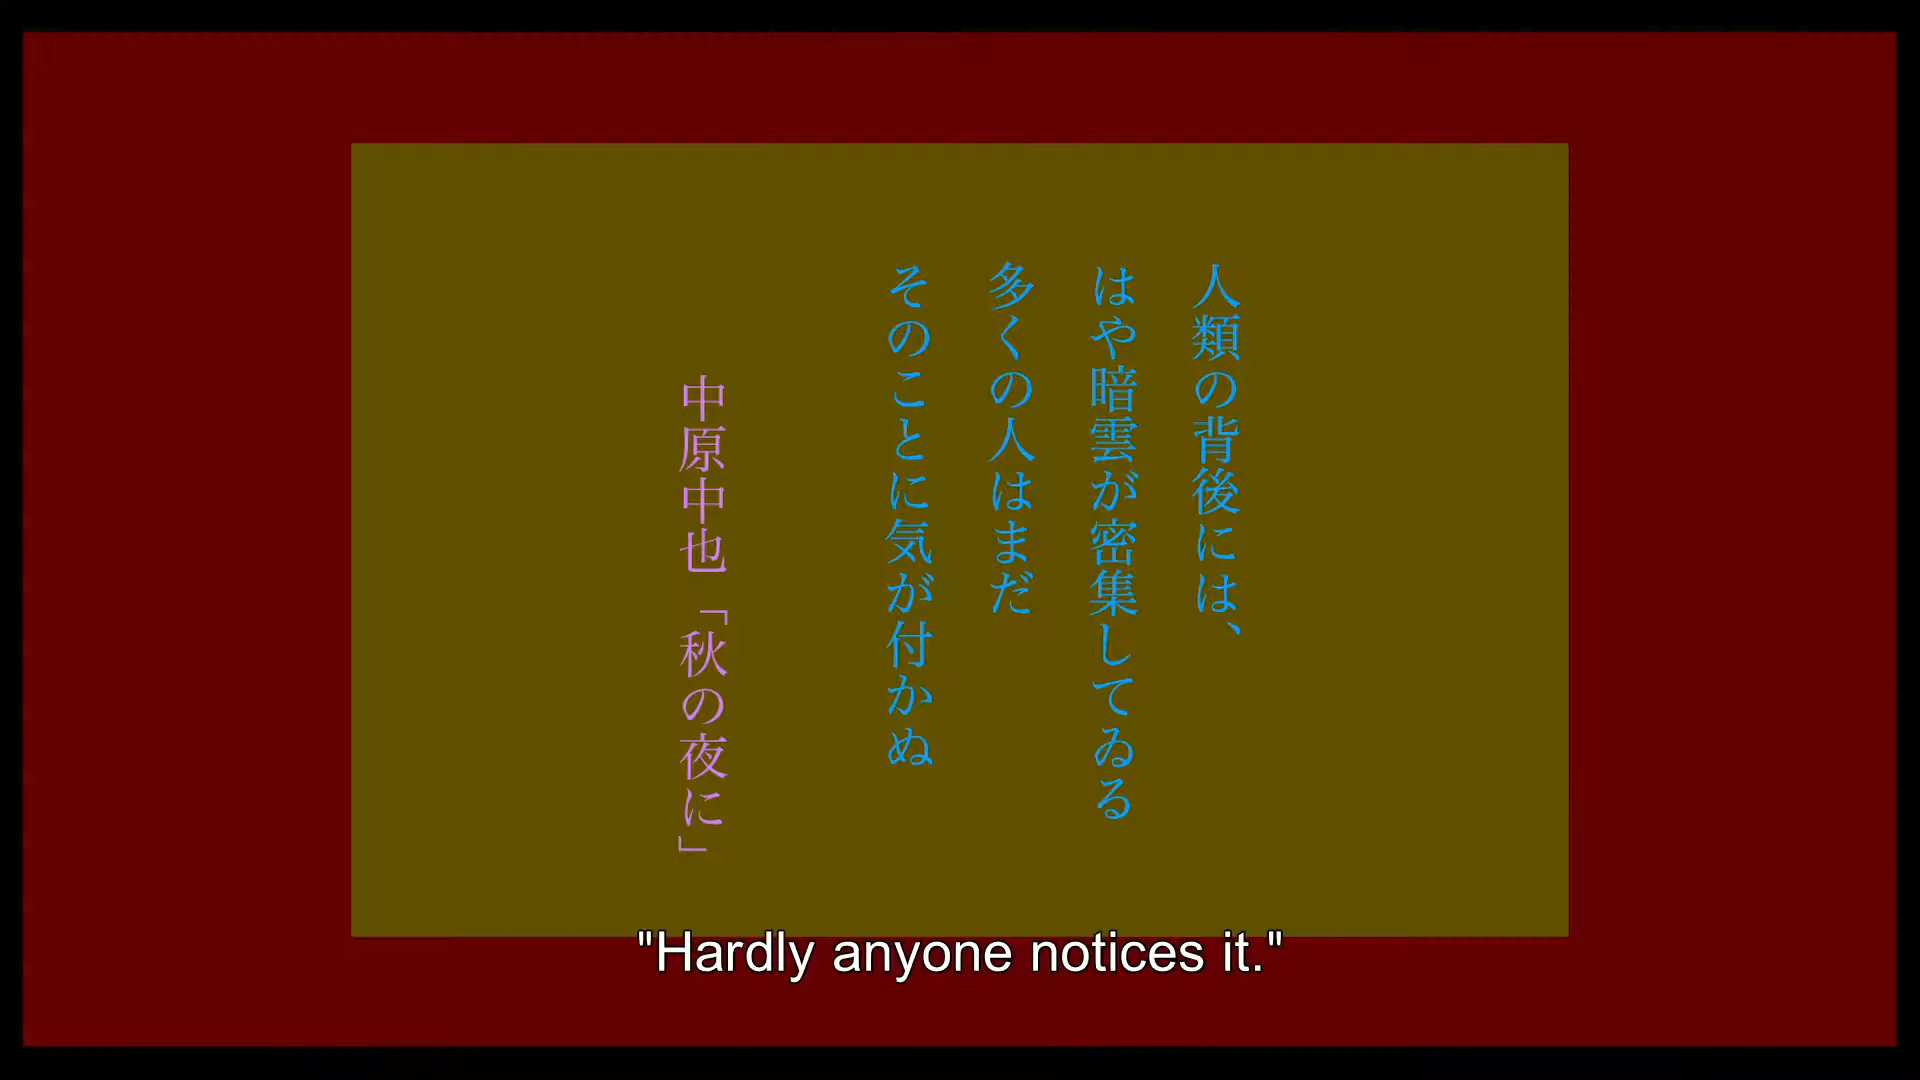 人類の背後には、
はや暗雲が密集してゐる
多くの人はまだ
そのことに気が付かぬ
中原中也「秋の夜に」
"Hardly anyone notices it."